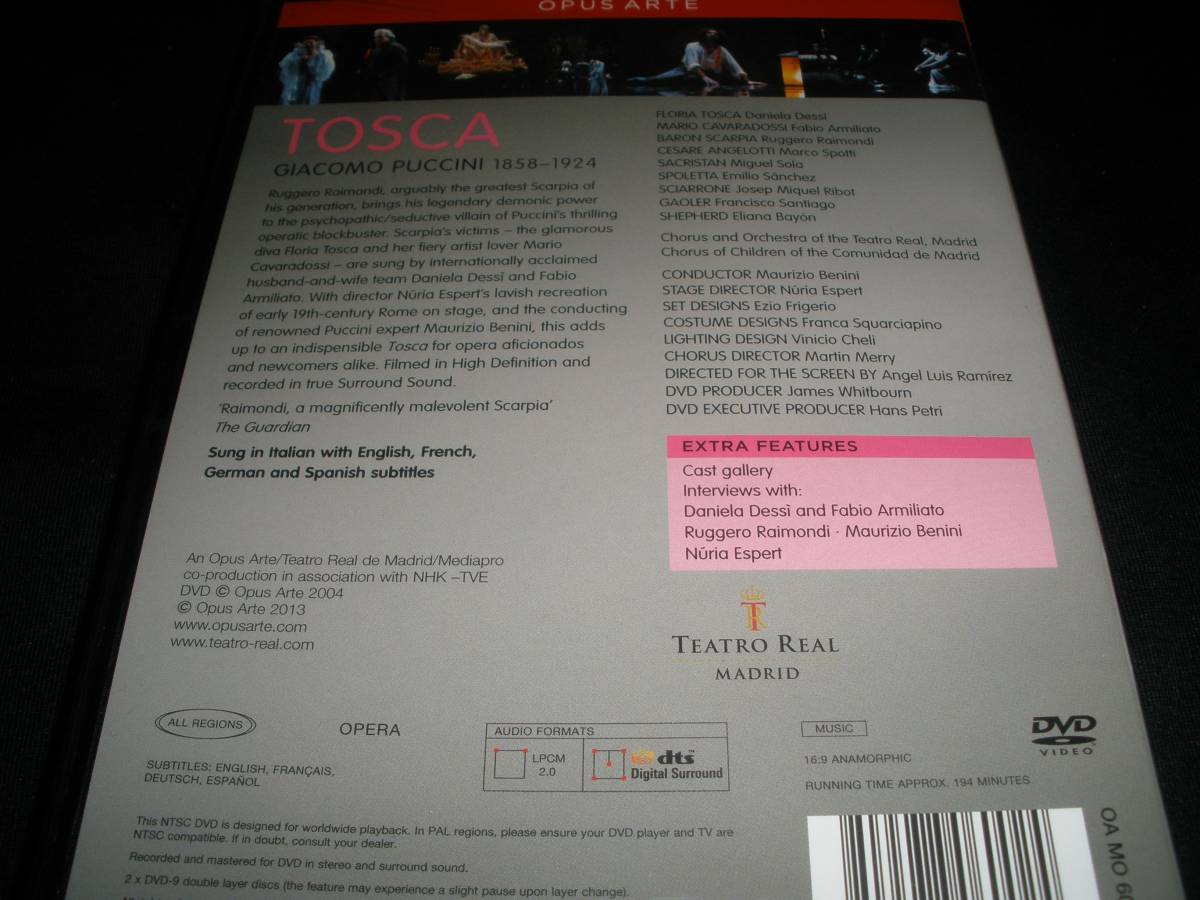 OPUS ARTE
TOSCA
GIACOMO PUCCINI 1858–1924
Ruggero Raimondi, arguably the greatest Scarpia of
his generation, brings his legendary demonic power
to the psychopathic/seductive villain of Puccini's thrilling
operatic blockbuster. Scarpia's victims – the glamorous
diva Floria Tosca and her fiery artist lover Mario
Cavaradossi – are sung by internationally acclaimed
husband-and-wife team Daniela Dessì and Fabio
Armiliato. With director Núria Espert's lavish recreation
of early 19th-century Rome on stage, and the conducting
of renowned Puccini expert Maurizio Benini, this adds
up to an indispensible Tosca for opera aficionados
and newcomers alike. Filmed in High Definition and
recorded in true Surround Sound.
'Raimondi, a magnificently malevolent Scarpia'
The Guardian
Sung in Italian with English, French,
German and Spanish subtitles
An Opus Arte/Teatro Real de Madrid/Mediapro
co-production in association with NHK –TVE
DVD © Opus Arte 2004
© Opus Arte 2013
www.opusarte.com
www.teatro-real.com
FLORIA TOSCA Daniela Dessì
MARIO CAVARADOSSI Fabio Armiliato
BARON SCARPIA Ruggero Raimondi
CESARE ANGELOTTI Marco Spotti
SACRISTAN Miguel Sola
SPOLETTA Emilio Sánchez
SCIARRONE Josep Miquel Ribot
GAOLER Francisco Santiago
SHEPHERD Eliana Bayón
Chorus and Orchestra of the Teatro Real, Madrid
Chorus of Children of the Comunidad de Madrid
CONDUCTOR Maurizio Benini
STAGE DIRECTOR Núria Espert
SET DESIGNS Ezio Frigerio
COSTUME DESIGNS Franca Squarciapino
LIGHTING DESIGN Vinicio Cheli
CHORUS DIRECTOR Martin Merry
DIRECTED FOR THE SCREEN BY Angel Luis Ramírez
DVD PRODUCER James Whitbourn
DVD EXECUTIVE PRODUCER Hans Petri
EXTRA FEATURES
Cast gallery
Interviews with:
Daniela Dessì and Fabio Armiliato
Ruggero Raimondi · Maurizio Benini
Núria Espert
TR
TEATRO REAL
MADRID
ALL REGIONS
OPERA
SUBTITLES: ENGLISH, FRANÇAIS,
DEUTSCH, ESPAÑOL
AUDIO FORMATS
LPCM
2.0
dts™
Digital Surround
MUSIC
16:9 ANAMORPHIC
RUNNING TIME APPROX. 194 MINUTES
DVD
VIDEO
This NTSC DVD is designed for worldwide playback. In PAL regions, please ensure your DVD player and TV are
NTSC compatible. If in doubt, consult your dealer.
Recorded and mastered for DVD in stereo and surround sound.
2 x DVD-9 double layer discs (the feature may experience a slight pause upon layer change).
OA MO 60